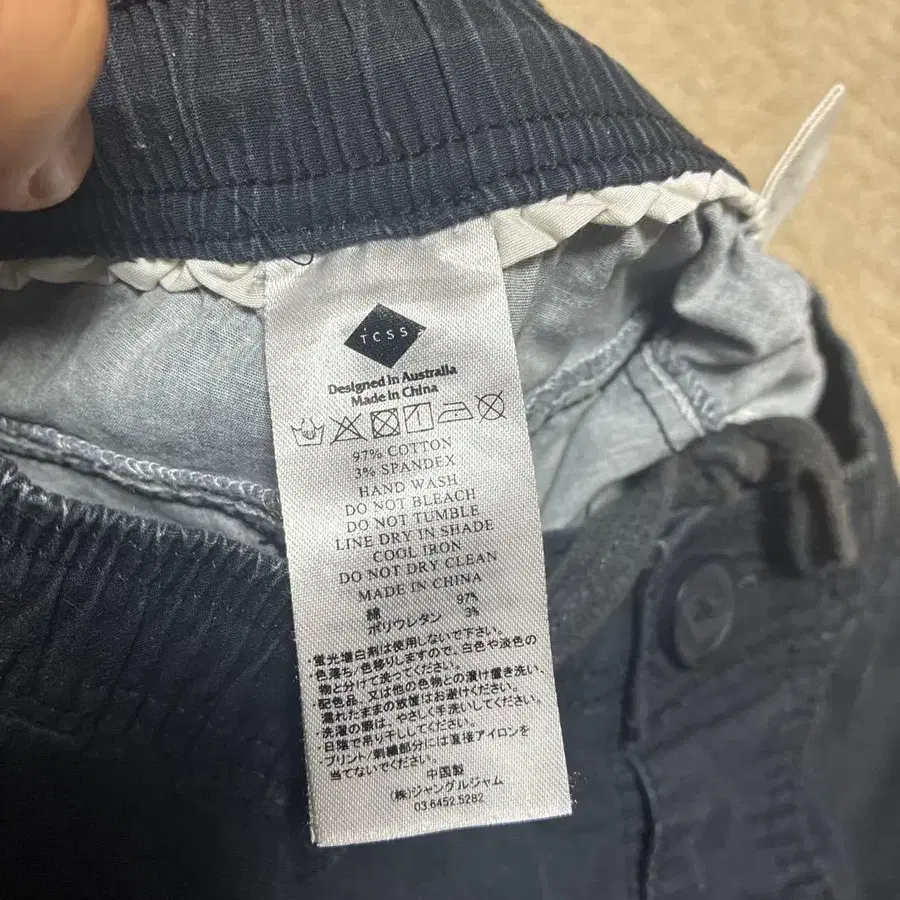 TCSS
Designed in Australia
Made in China
97% COTTON
3% SPANDEX
HAND WASH
DO NOT BLEACH
DO NOT TUMBLE
LINE DRY IN SHADE
COOL IRON
DO NOT DRY CLEAN
MADE IN CHINA
綿 97%
ポリウレタン 3%
・蛍光増白剤は使用しないで下さい。
・色落ち、色移りしますので、白色や淡色の
物と分けて洗ってください。
・配色品、又は他の色物との漬け置き洗い、
濡れたままの放置はお避けください。
・洗濯の際は、やさしく手洗いしてください。
・日陰で吊り干ししてください。
・プリント/刺繍部分には直接アイロンを
当てないでください。
中国製
(株)ジャングルジャム
03.6452.5282